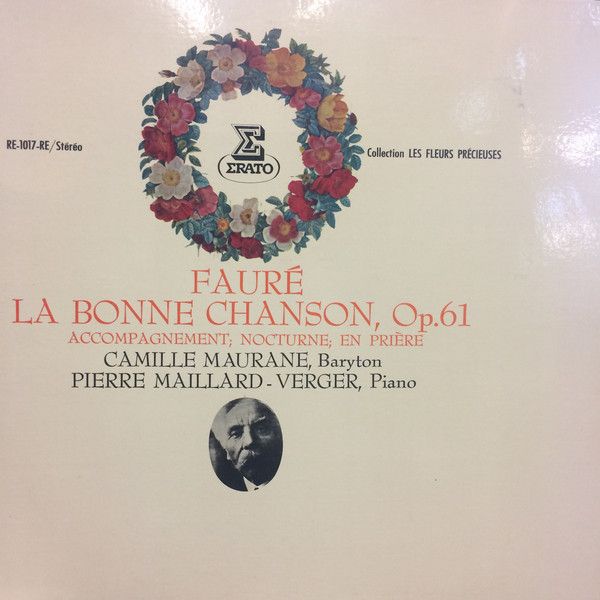 Σ
ΣRATO
RE-1017-RE/Stéréo
Collection LES FLEURS PRÉCIEUSES
FAURÉ
LA BONNE CHANSON, Op.61
ACCOMPAGNEMENT; NOCTURNE; EN PRIÈRE
CAMILLE MAURANE, Baryton
PIERRE MAILLARD-VERGER, Piano